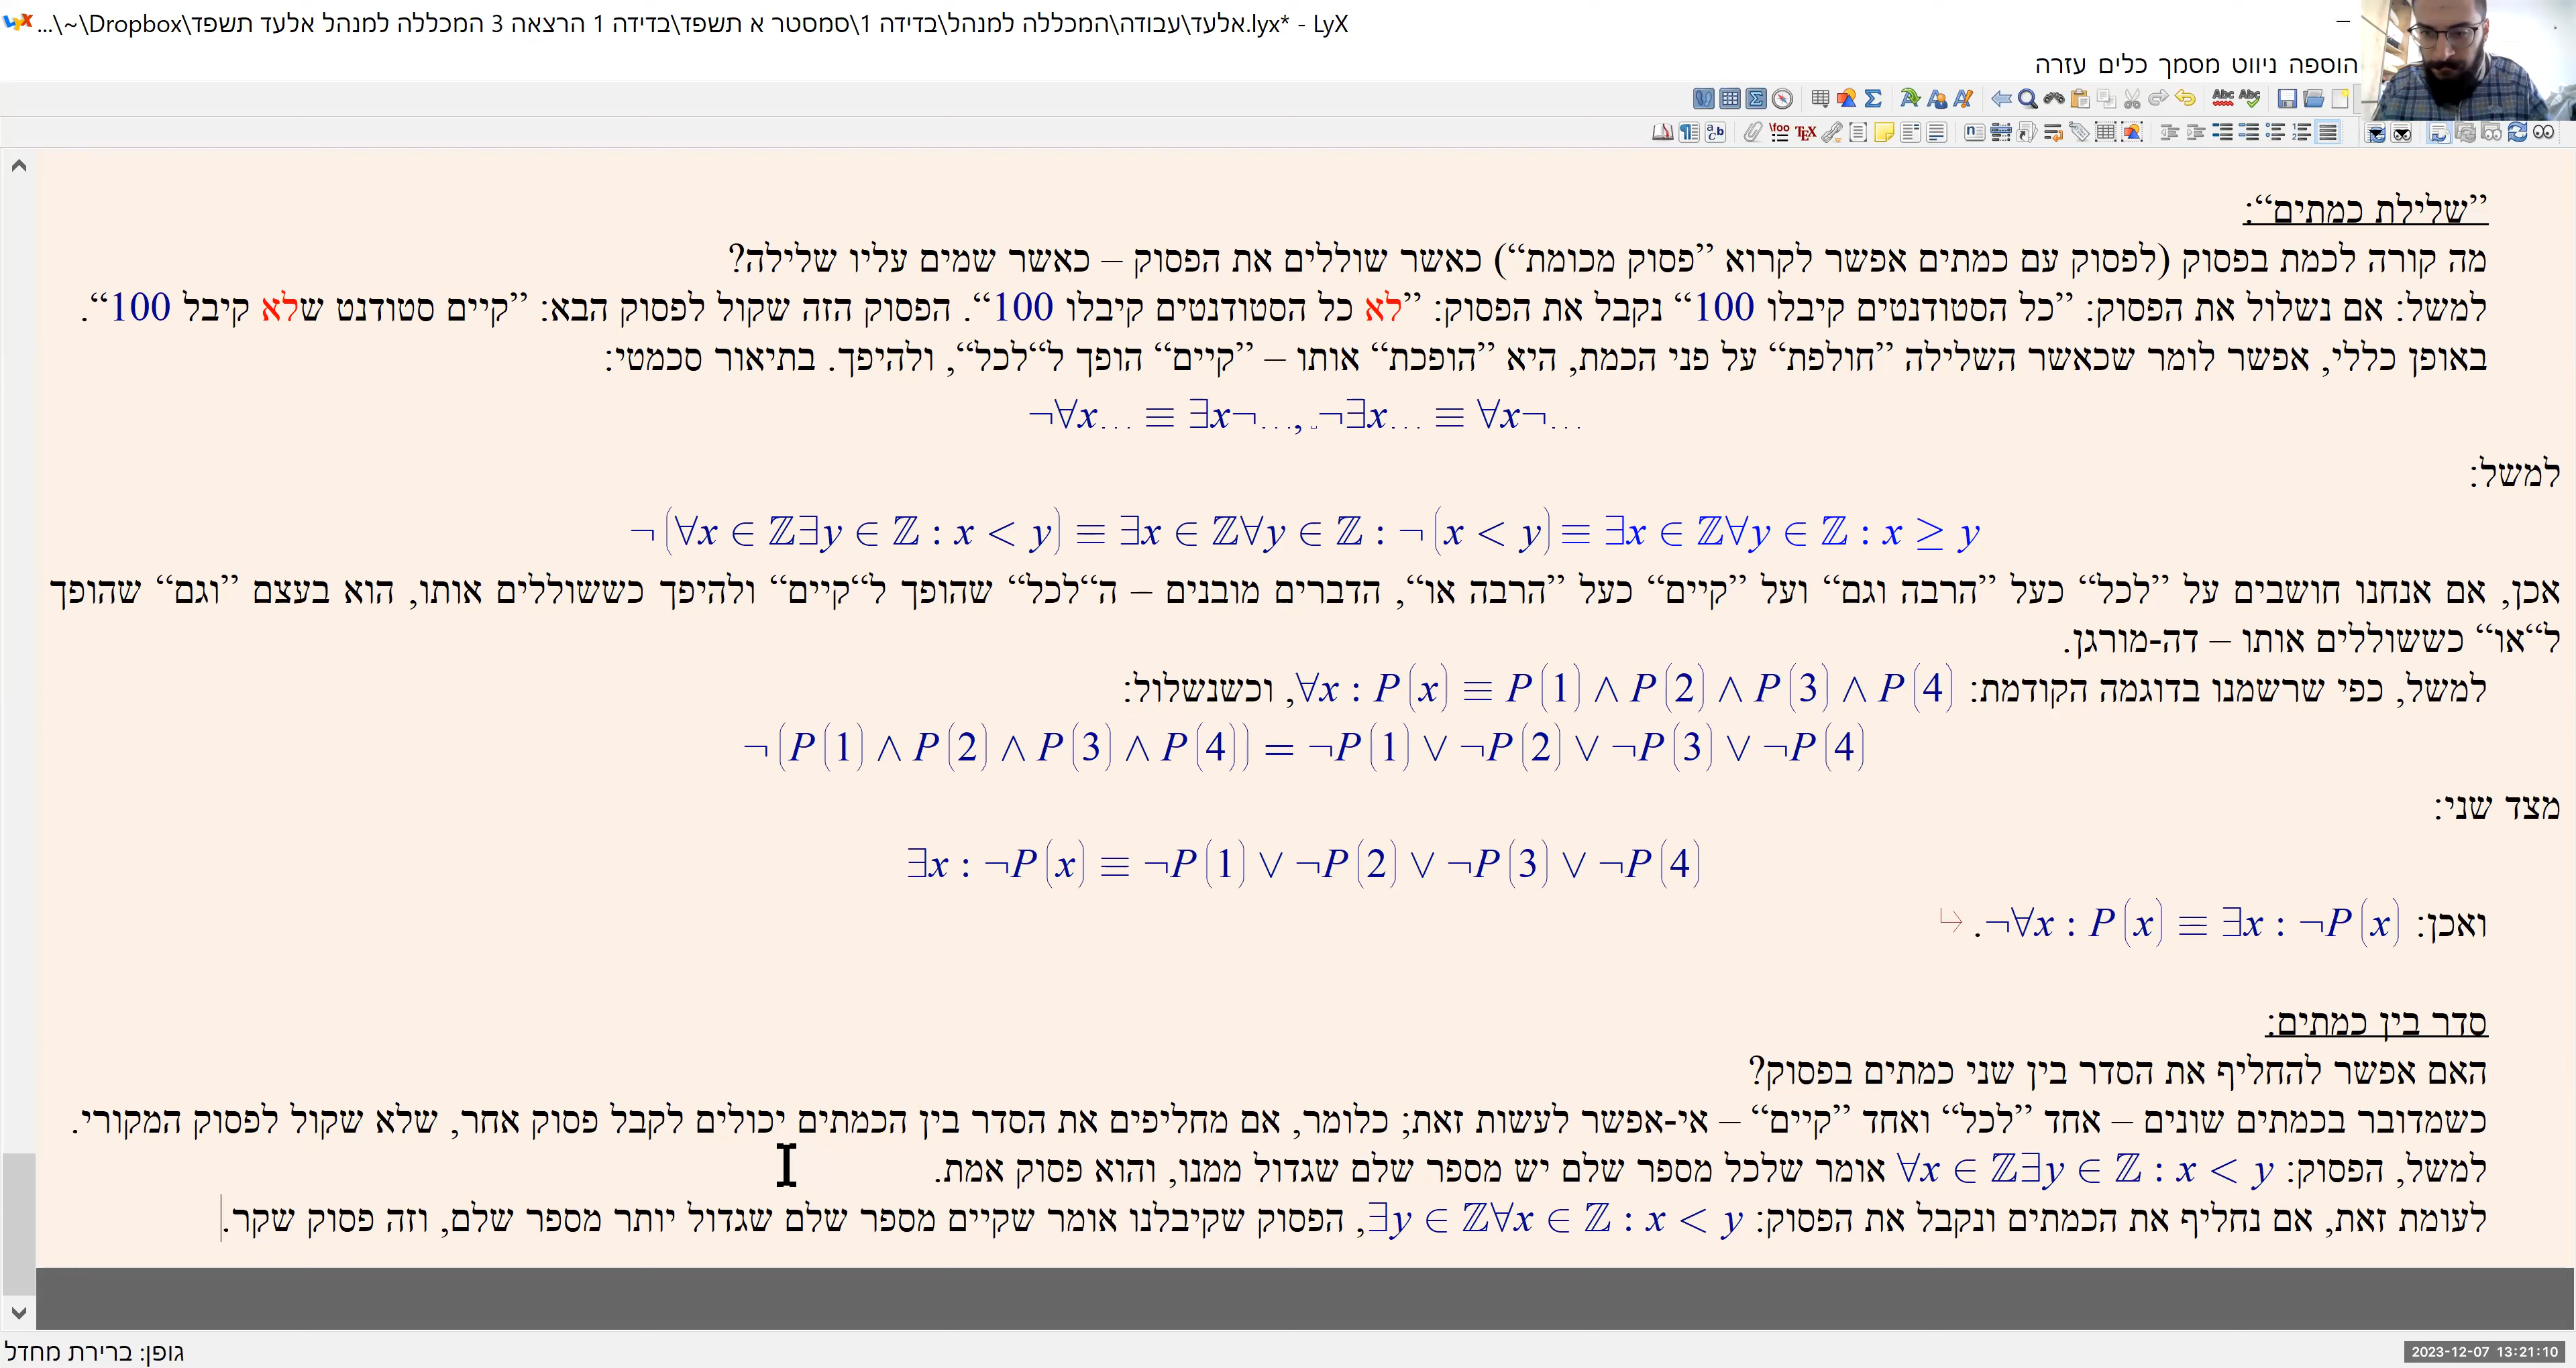 ...\~\Dropbox\אלעד\עבודה\המכללה למנהל\בדידה 1\סמסטר א תשפד\בדידה 1 הרצאה 3 המכללה למנהל אלעד תשפד.lyx* - LyX
הוספה ניווט מסמך כלים עזרה
”שלילת כמתים“:
מה קורה לכמת בפסוק (לפסוק עם כמתים אפשר לקרוא ”פסוק מכומת“) כאשר שוללים את הפסוק – כאשר שמים עליו שלילה?
למשל: אם נשלול את הפסוק: ”כל הסטודנטים קיבלו 100“ נקבל את הפסוק: ”לא כל הסטודנטים קיבלו 100“. הפסוק הזה שקול לפסוק הבא: ”קיים סטודנט שלא קיבל 100“.
באופן כללי, אפשר לומר שכאשר השלילה ”חולפת“ על פני הכמת, היא ”הופכת“ אותו – ”קיים“ הופך ל“לכל“, ולהיפך. בתיאור סכמטי:
¬∀x... ≡ ∃x¬..., ¬∃x... ≡ ∀x¬...
למשל:
¬(∀x ∈ ℤ∃y ∈ ℤ : x < y) ≡ ∃x ∈ ℤ∀y ∈ ℤ : ¬(x < y) ≡ ∃x ∈ ℤ∀y ∈ ℤ : x ≥ y
אכן, אם אנחנו חושבים על ”לכל“ כעל ”הרבה וגם“ ועל ”קיים“ כעל ”הרבה או“, הדברים מובנים – ה“לכל“ שהופך ל“קיים“ ולהיפך כששוללים אותו, הוא בעצם ”וגם“ שהופך
ל“או“ כששוללים אותו – דה-מורגן.
למשל, כפי שרשמנו בדוגמה הקודמת: ∀x : P(x) ≡ P(1) ∧ P(2) ∧ P(3) ∧ P(4), וכשנשלול:
¬(P(1) ∧ P(2) ∧ P(3) ∧ P(4)) = ¬P(1) ∨ ¬P(2) ∨ ¬P(3) ∨ ¬P(4)
מצד שני:
∃x : ¬P(x) ≡ ¬P(1) ∨ ¬P(2) ∨ ¬P(3) ∨ ¬P(4)
ואכן: ¬∀x : P(x) ≡ ∃x : ¬P(x).
סדר בין כמתים:
האם אפשר להחליף את הסדר בין שני כמתים בפסוק?
כשמדובר בכמתים שונים – אחד ”לכל“ ואחד ”קיים“ – אי-אפשר לעשות זאת; כלומר, אם מחליפים את הסדר בין הכמתים יכולים לקבל פסוק אחר, שלא שקול לפסוק המקורי.
למשל, הפסוק: ∀x ∈ ℤ∃y ∈ ℤ : x < y אומר שלכל מספר שלם יש מספר שלם שגדול ממנו, והוא פסוק אמת.
לעומת זאת, אם נחליף את הכמתים ונקבל את הפסוק: ∃y ∈ ℤ∀x ∈ ℤ : x < y, הפסוק שקיבלנו אומר שקיים מספר שלם שגדול יותר מספר שלם, וזה פסוק שקר.
גופן: ברירת מחדל
2023-12-07 13:21:10